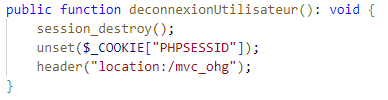 public function deconnexionUtilisateur(): void {
    session_destroy();
    unset($_COOKIE["PHPSESSID"]);
    header("location:/mvc_ohg");
}